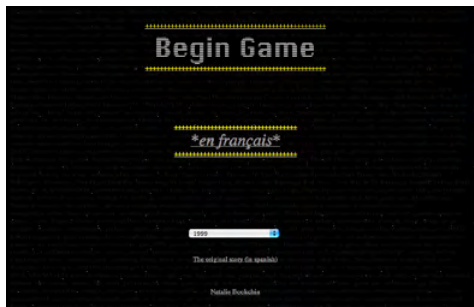 Begin Game
*en français*
1999
The original story (in spanish)
Natalie Bookchin